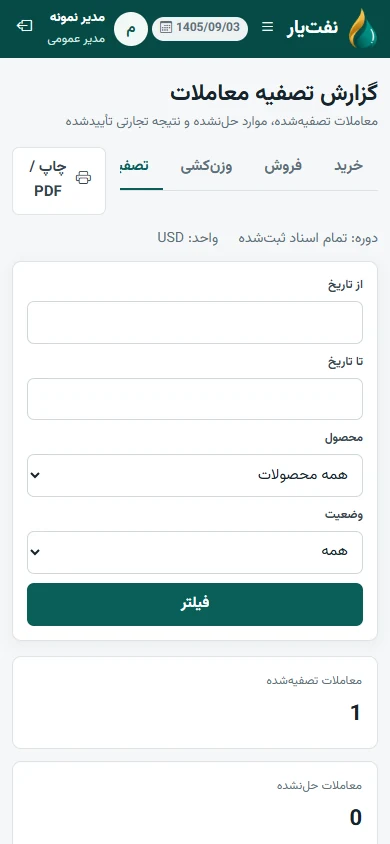 نفت‌یار
1405/09/03
م
مدیر نمونه
مدیر عمومی
گزارش تصفیه معاملات
معاملات تصفیه‌شده، موارد حل‌نشده و نتیجه تجارتی تأییدشده
خرید
فروش
وزن‌کشی
تصفی
چاپ /
PDF
دوره: تمام اسناد ثبت‌شده واحد: USD
از تاریخ
تا تاریخ
محصول
همه محصولات
وضعیت
همه
فیلتر
معاملات تصفیه‌شده
1
معاملات حل‌نشده
0